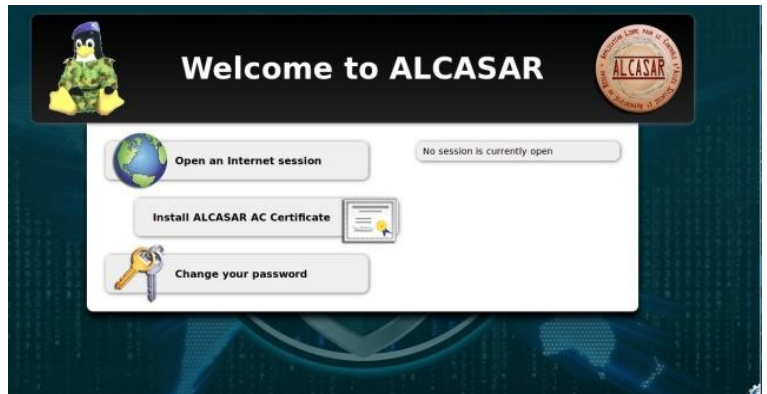 Welcome to ALCASAR
ALCASAR
Open an Internet session
No session is currently open
Install ALCASAR AC Certificate
Change your password